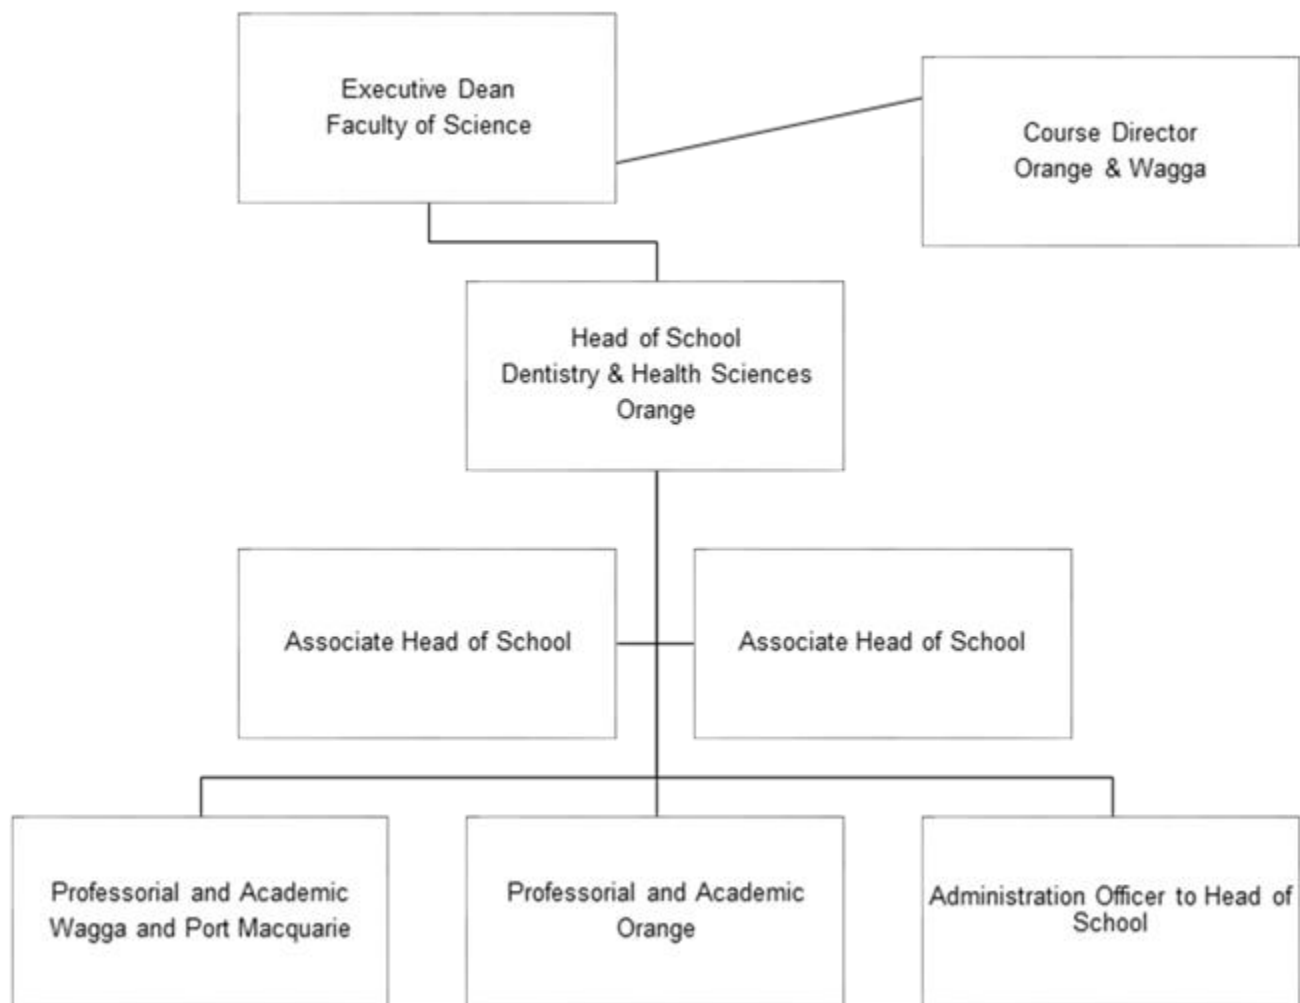 Executive Dean
Faculty of Science
Course Director
Orange & Wagga
Head of School
Dentistry & Health Sciences
Orange
Associate Head of School
Associate Head of School
Professorial and Academic
Wagga and Port Macquarie
Professorial and Academic
Orange
Administration Officer to Head of
School